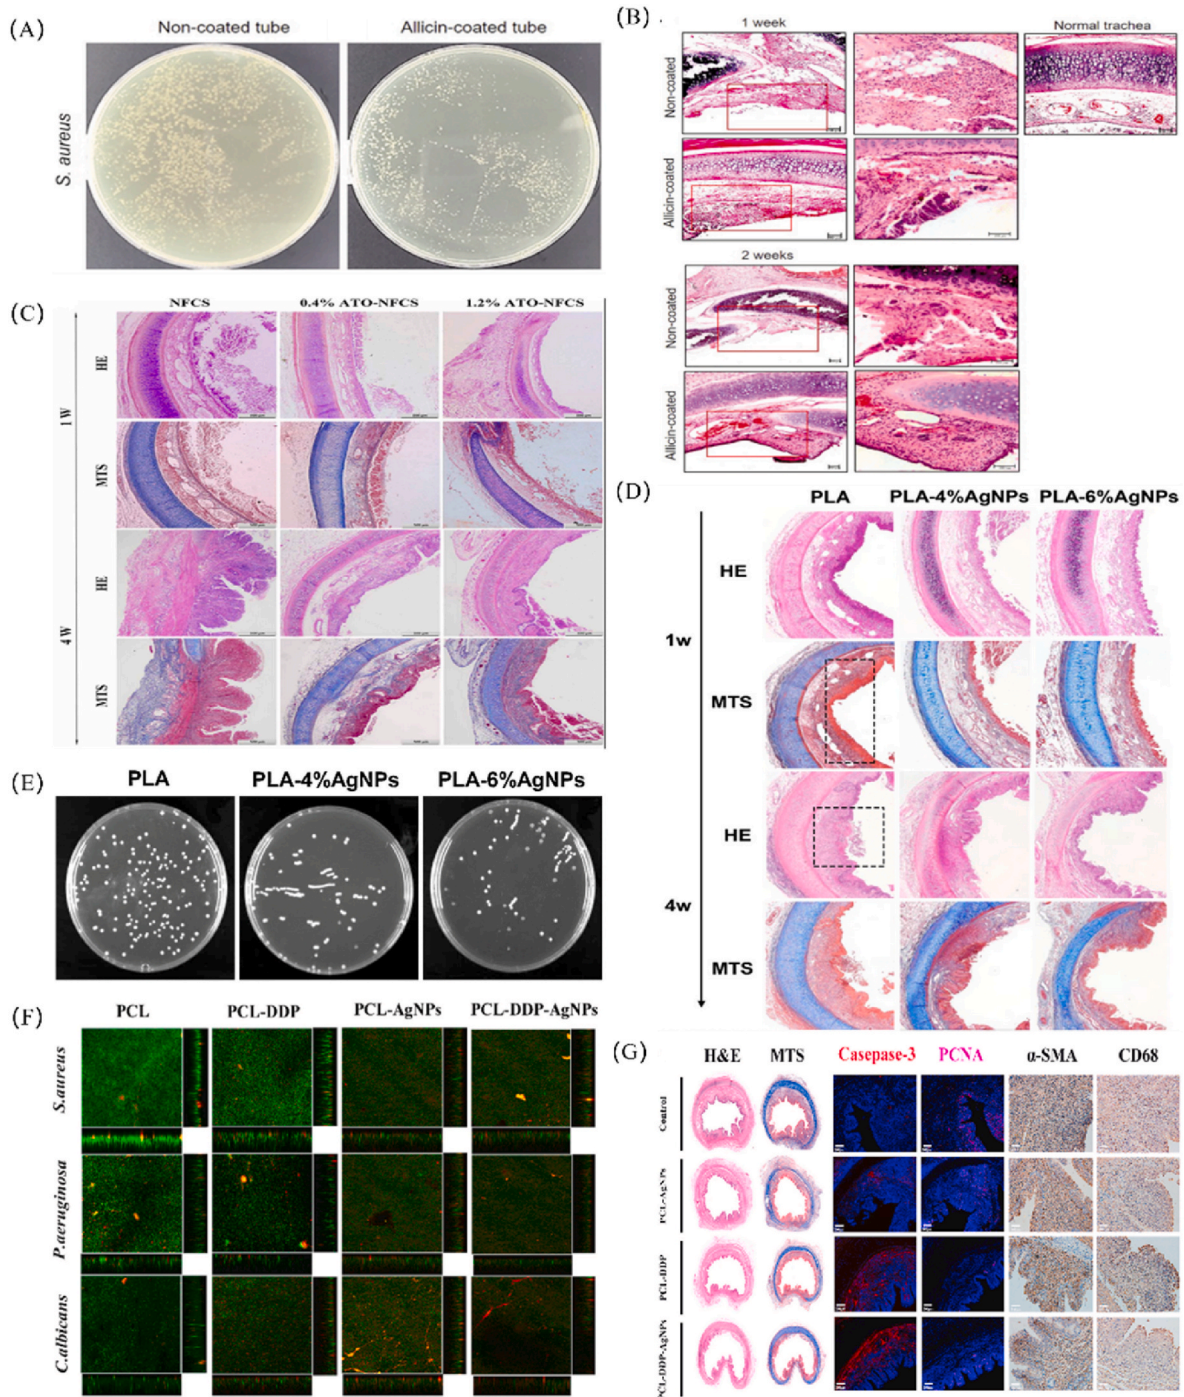 (A)
Non-coated tube
Allicin-coated tube
S. aureus
(B)
1 week
Normal trachea
Non-coated
Allicin-coated
2 weeks
Non-coated
Allicin-coated
(C)
NFCS
0.4% ATO-NFCS
1.2% ATO-NFCS
1W
HE
MTS
4W
HE
MTS
(D)
PLA
PLA-4%AgNPs
PLA-6%AgNPs
1w
HE
MTS
4w
HE
MTS
(E)
PLA
PLA-4%AgNPs
PLA-6%AgNPs
(F)
PCL
PCL-DDP
PCL-AgNPs
PCL-DDP-AgNPs
S.aureus
P.aeruginosa
C.albicans
(G)
H&E
MTS
Casepase-3
PCNA
α-SMA
CD68
Control
PCL-AgNPs
PCL-DDP
PCL-DDP-AgNPs